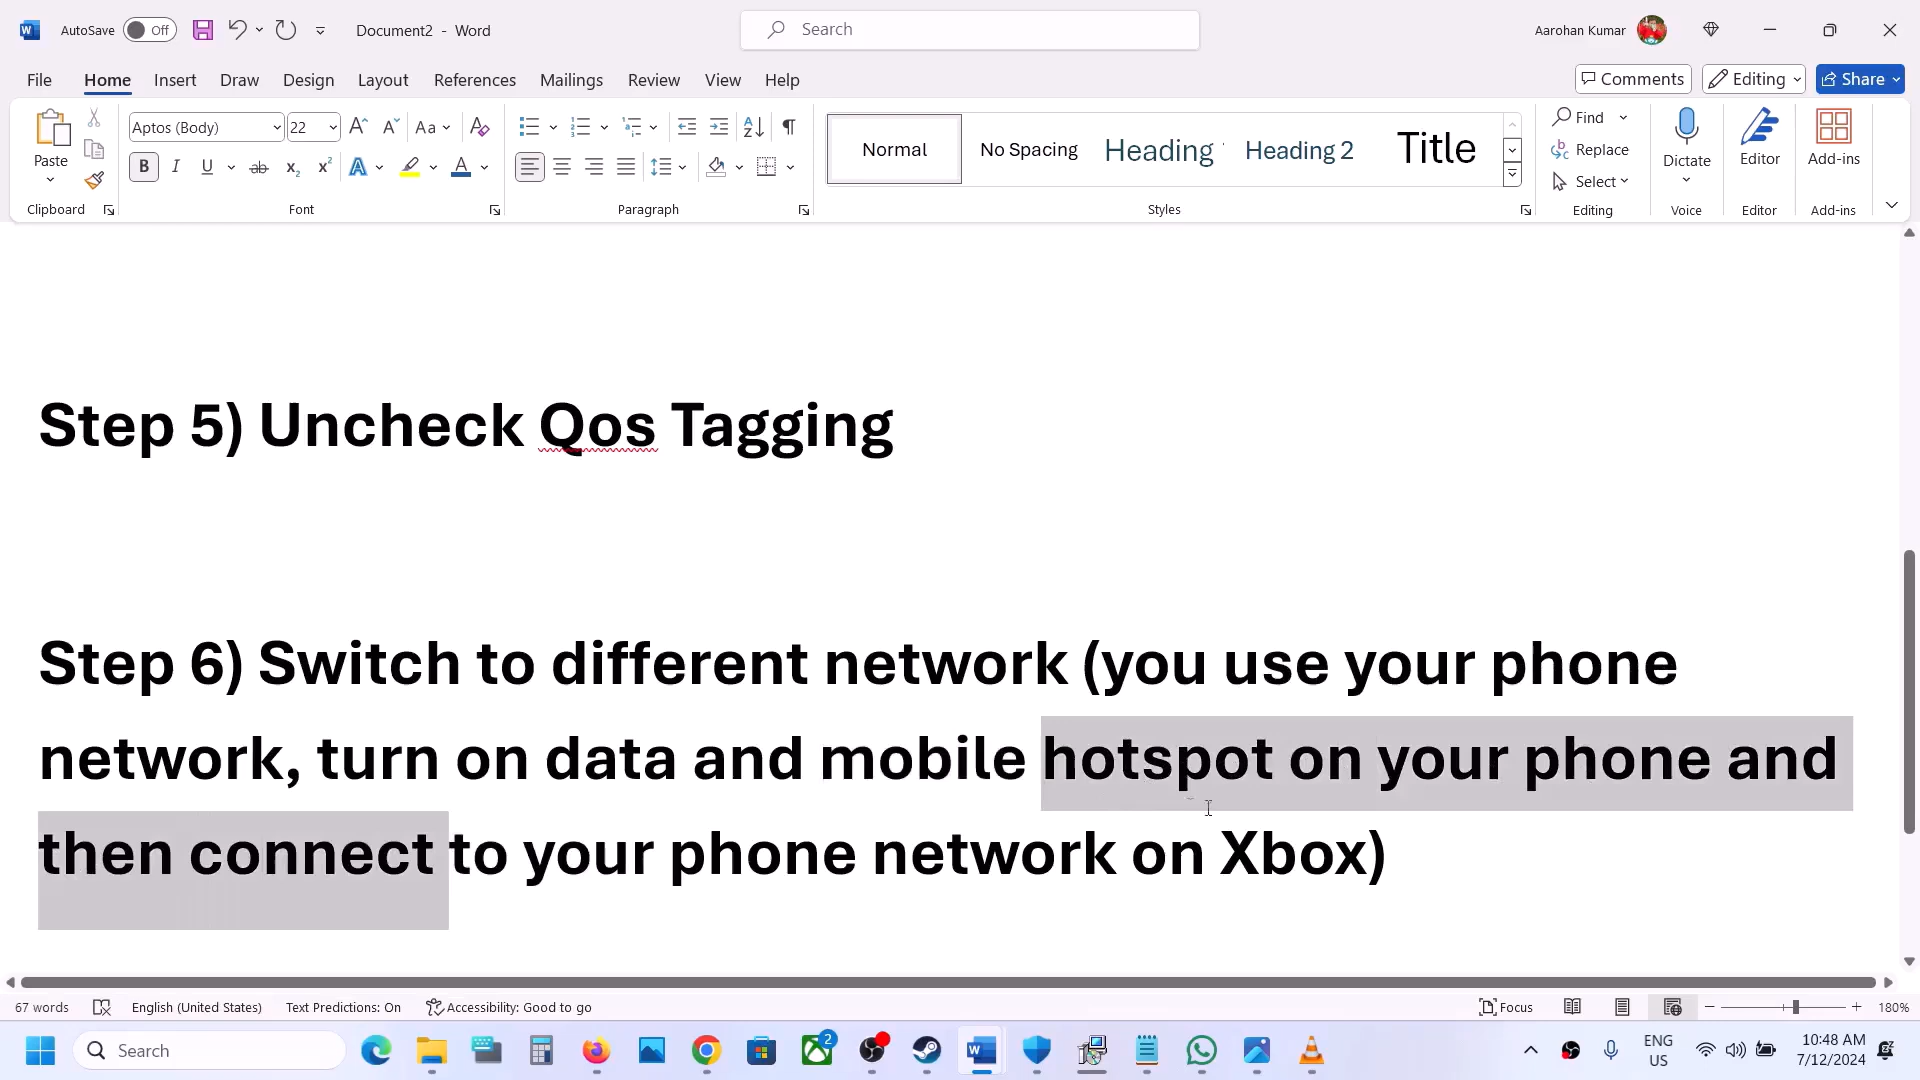 AutoSave Off Document2 - Word Search Aarohan Kumar
File Home Insert Draw Design Layout References Mailings Review View Help Comments Editing Share
Paste Aptos (Body) 22 Aa Normal No Spacing Heading Heading 2 Title Find Replace Select Dictate Editor Add-ins
Clipboard Font Paragraph Styles Editing Voice Editor Add-ins
Step 5) Uncheck Qos Tagging
Step 6) Switch to different network (you use your phone
network, turn on data and mobile hotspot on your phone and
then connect to your phone network on Xbox)
67 words English (United States) Text Predictions: On Accessibility: Good to go Focus 180%
Search 2 ENG US 10:48 AM 7/12/2024